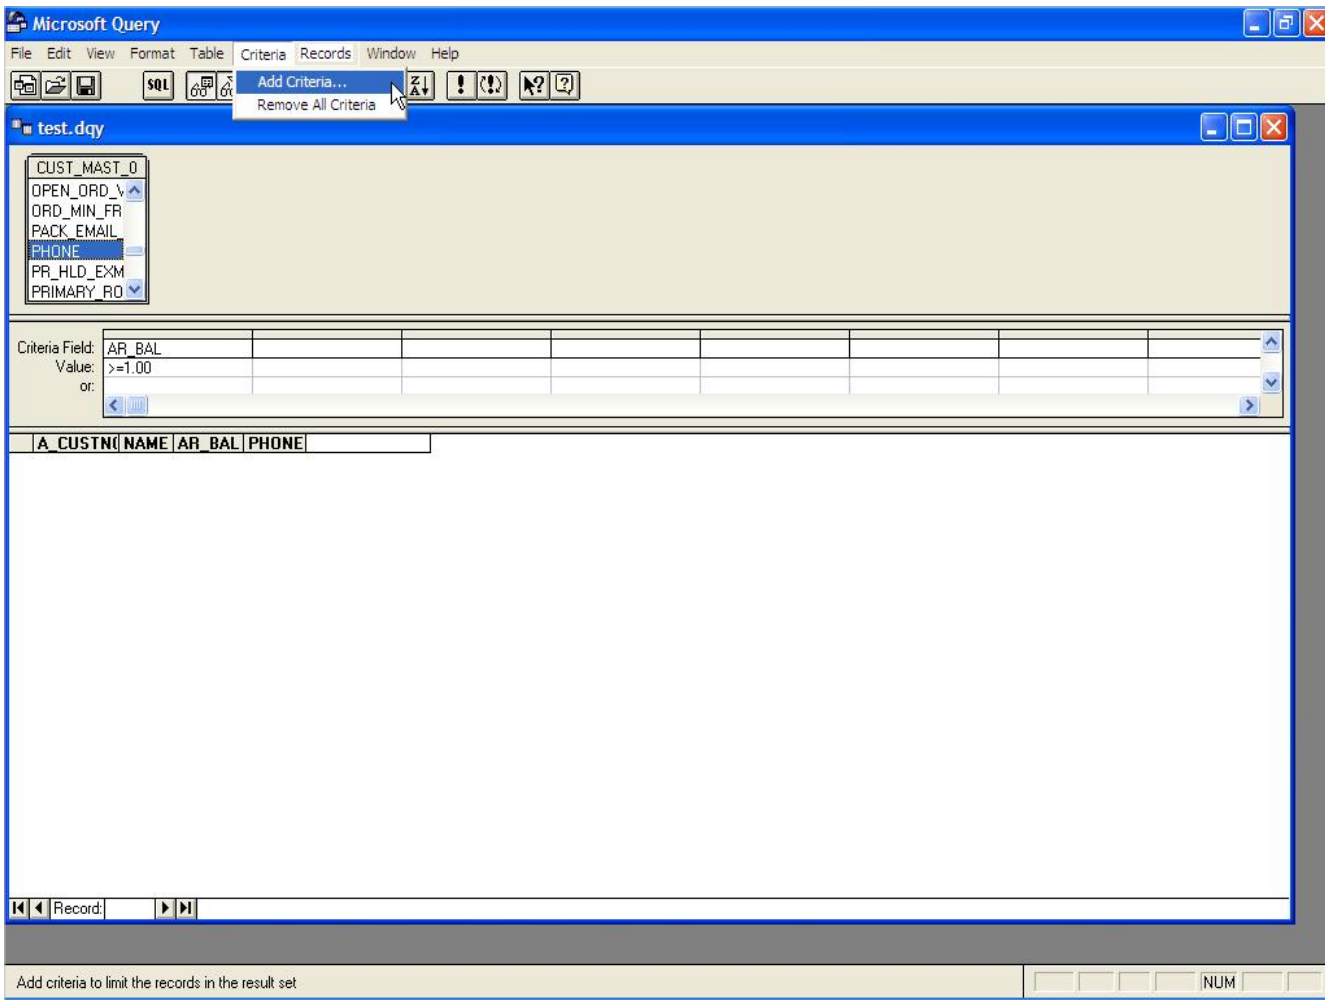 Microsoft Query
File Edit View Format Table Criteria Records Window Help
SQL
Add Criteria...
Remove All Criteria
test.dqy
CUST_MAST_0
OPEN_ORD_V
ORD_MIN_FR
PACK_EMAIL_
PHONE
PR_HLD_EXM
PRIMARY_RO
Criteria Field: AR_BAL
Value: >=1.00
or:
A_CUSTN( NAME AR_BAL PHONE
Record:
Add criteria to limit the records in the result set NUM